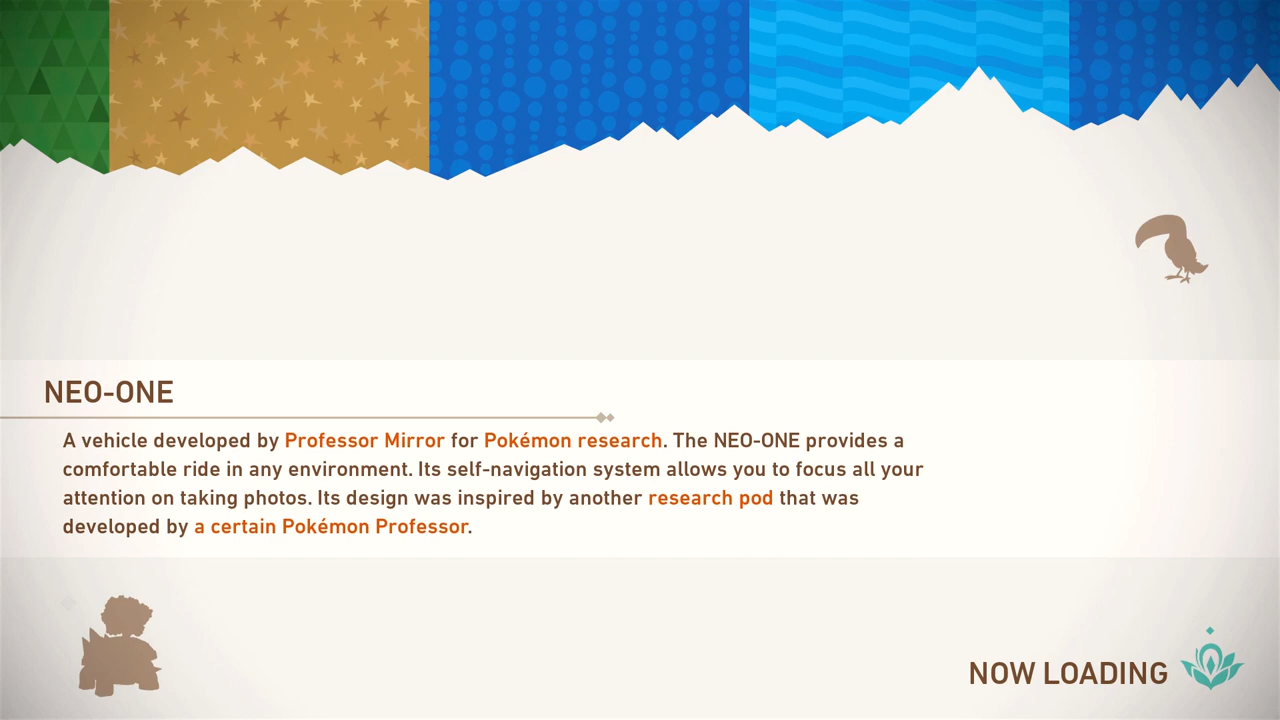 NEO-ONE
A vehicle developed by Professor Mirror for Pokémon research. The NEO-ONE provides a
comfortable ride in any environment. Its self-navigation system allows you to focus all your
attention on taking photos. Its design was inspired by another research pod that was
developed by a certain Pokémon Professor.
NOW LOADING